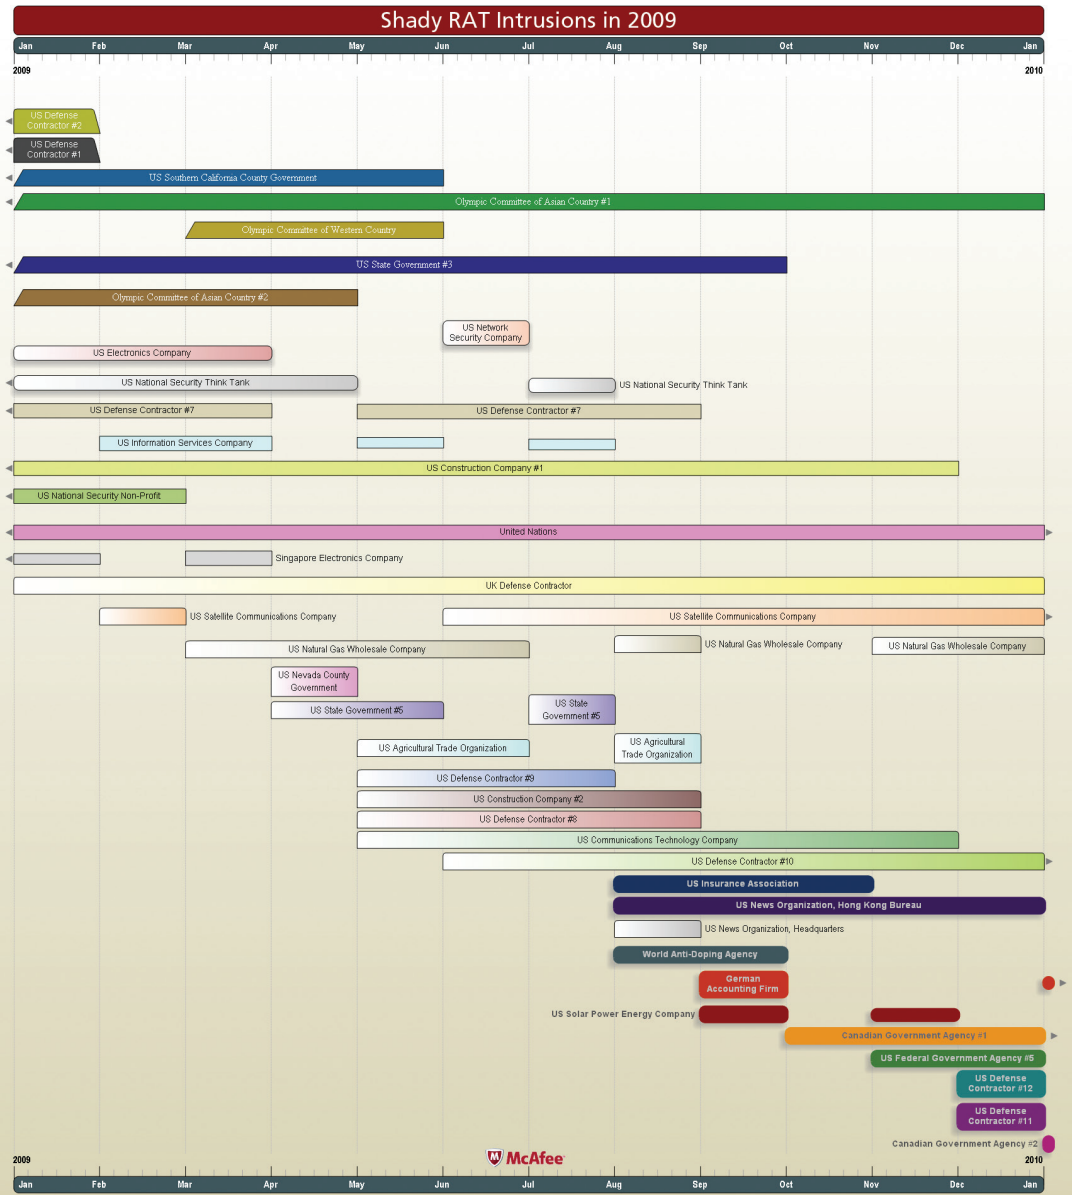 Shady RAT Intrusions in 2009
Jan Feb Mar Apr May Jun Jul Aug Sep Oct Nov Dec Jan
2009 2010
US Defense
Contractor #2
US Defense
Contractor #1
US Southern California County Government
Olympic Committee of Asian Country #1
Olympic Committee of Western Country
US State Government #3
Olympic Committee of Asian Country #2
US Network
Security Company
US Electronics Company
US National Security Think Tank US National Security Think Tank
US Defense Contractor #7 US Defense Contractor #7
US Information Services Company
US Construction Company #1
US National Security Non-Profit
United Nations
Singapore Electronics Company
UK Defense Contractor
US Satellite Communications Company US Satellite Communications Company
US Natural Gas Wholesale Company US Natural Gas Wholesale Company US Natural Gas Wholesale Company
US Nevada County
Government
US State Government #5
US State
Government #5
US Agricultural Trade Organization
US Agricultural
Trade Organization
US Defense Contractor #9
US Construction Company #2
US Defense Contractor #8
US Communications Technology Company
US Defense Contractor #10
US Insurance Association
US News Organization, Hong Kong Bureau
US News Organization, Headquarters
World Anti-Doping Agency
German
Accounting Firm
US Solar Power Energy Company
Canadian Government Agency #1
US Federal Government Agency #5
US Defense
Contractor #12
US Defense
Contractor #11
Canadian Government Agency #2
2009 McAfee 2010
Jan Feb Mar Apr May Jun Jul Aug Sep Oct Nov Dec Jan